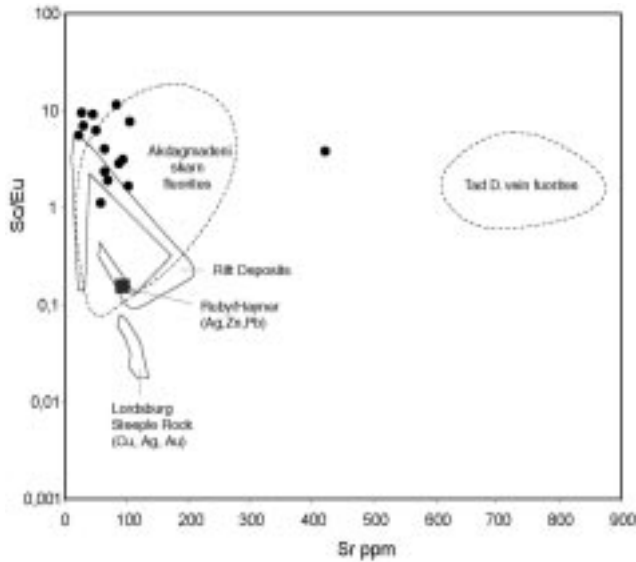 100
10
1
0,1
0,01
0,001
Sc/Eu
Akdagmadeni
skarn
fluorites
Tad D. vein fluorites
Rift Deposits
Ruby/Hayner
(Ag,Zn,Pb)
Lordsburg
Steeple Rock
(Cu, Ag, Au)
0
100
200
300
400
500
600
700
800
900
Sr ppm